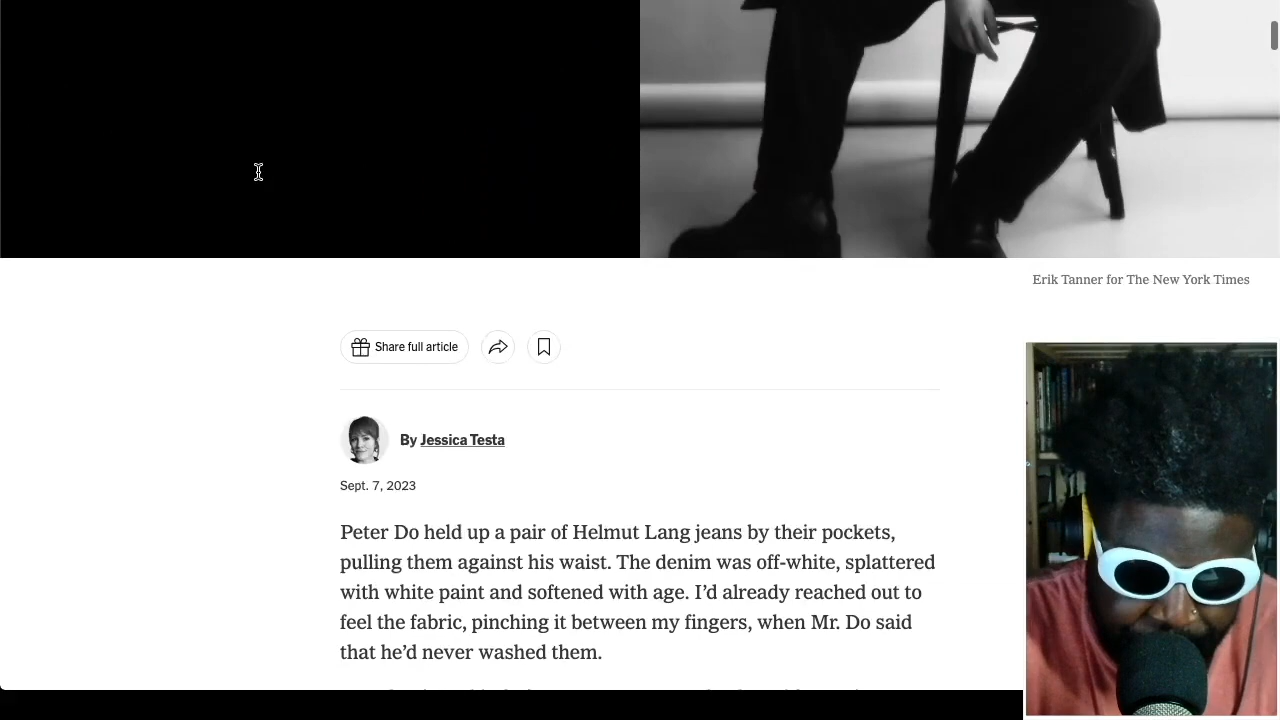 Erik Tanner for The New York Times
Share full article
By Jessica Testa
Sept. 7, 2023
Peter Do held up a pair of Helmut Lang jeans by their pockets,
pulling them against his waist. The denim was off-white, splattered
with white paint and softened with age. I’d already reached out to
feel the fabric, pinching it between my fingers, when Mr. Do said
that he’d never washed them.